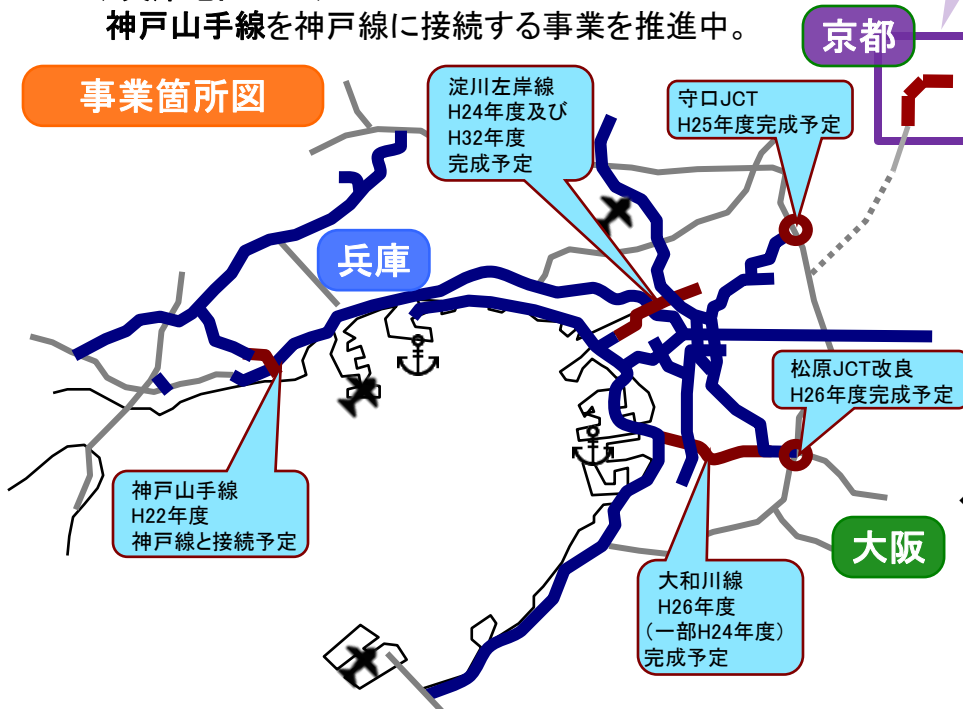 神戸山手線を神戸線に接続する事業を推進中。
京都
事業箇所図
淀川左岸線
H24年度及び
H32年度
完成予定
守口JCT
H25年度完成予定
兵庫
松原JCT改良
H26年度完成予定
神戸山手線
H22年度
神戸線と接続予定
大阪
大和川線
H26年度
(一部H24年度)
完成予定